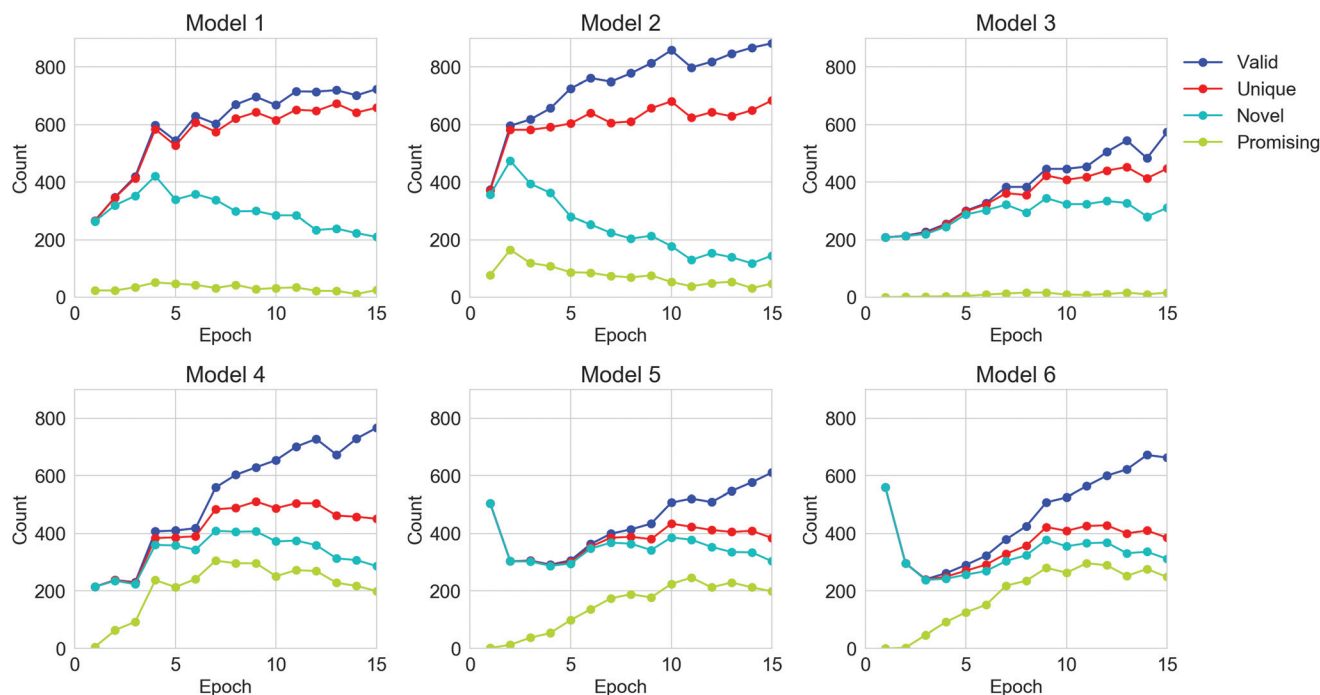 Model 1
Model 2
Model 3
800
600
400
200
0
Count
0 5 10 15
Epoch
800
600
400
200
0
Count
0 5 10 15
Epoch
800
600
400
200
0
Count
0 5 10 15
Epoch
Valid
Unique
Novel
Promising
Model 4
Model 5
Model 6
800
600
400
200
0
Count
0 5 10 15
Epoch
800
600
400
200
0
Count
0 5 10 15
Epoch
800
600
400
200
0
Count
0 5 10 15
Epoch